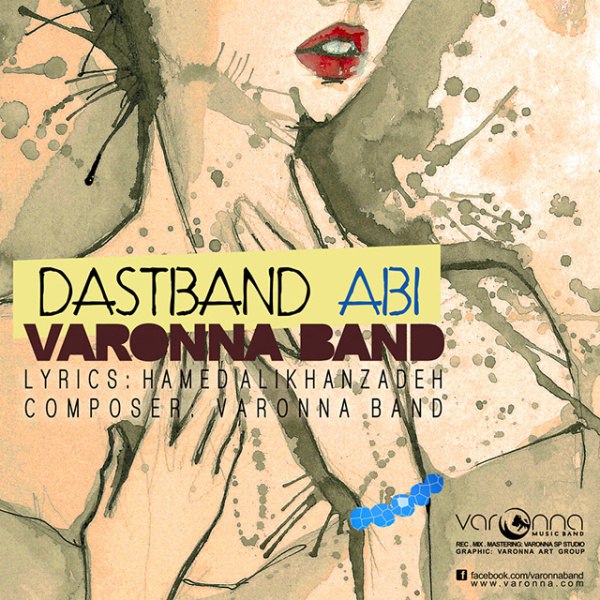 DASTBAND ABI
VARONNA BAND
LYRICS: HAMED ALIKHANZADEH
COMPOSER: VARONNA BAND
varonna
MUSIC BAND
REC . MIX . MASTERING: VARONNA SP STUDIO
GRAPHIC: VARONNA ART GROUP
f facebook.com/varonnaband
www.varonna.com